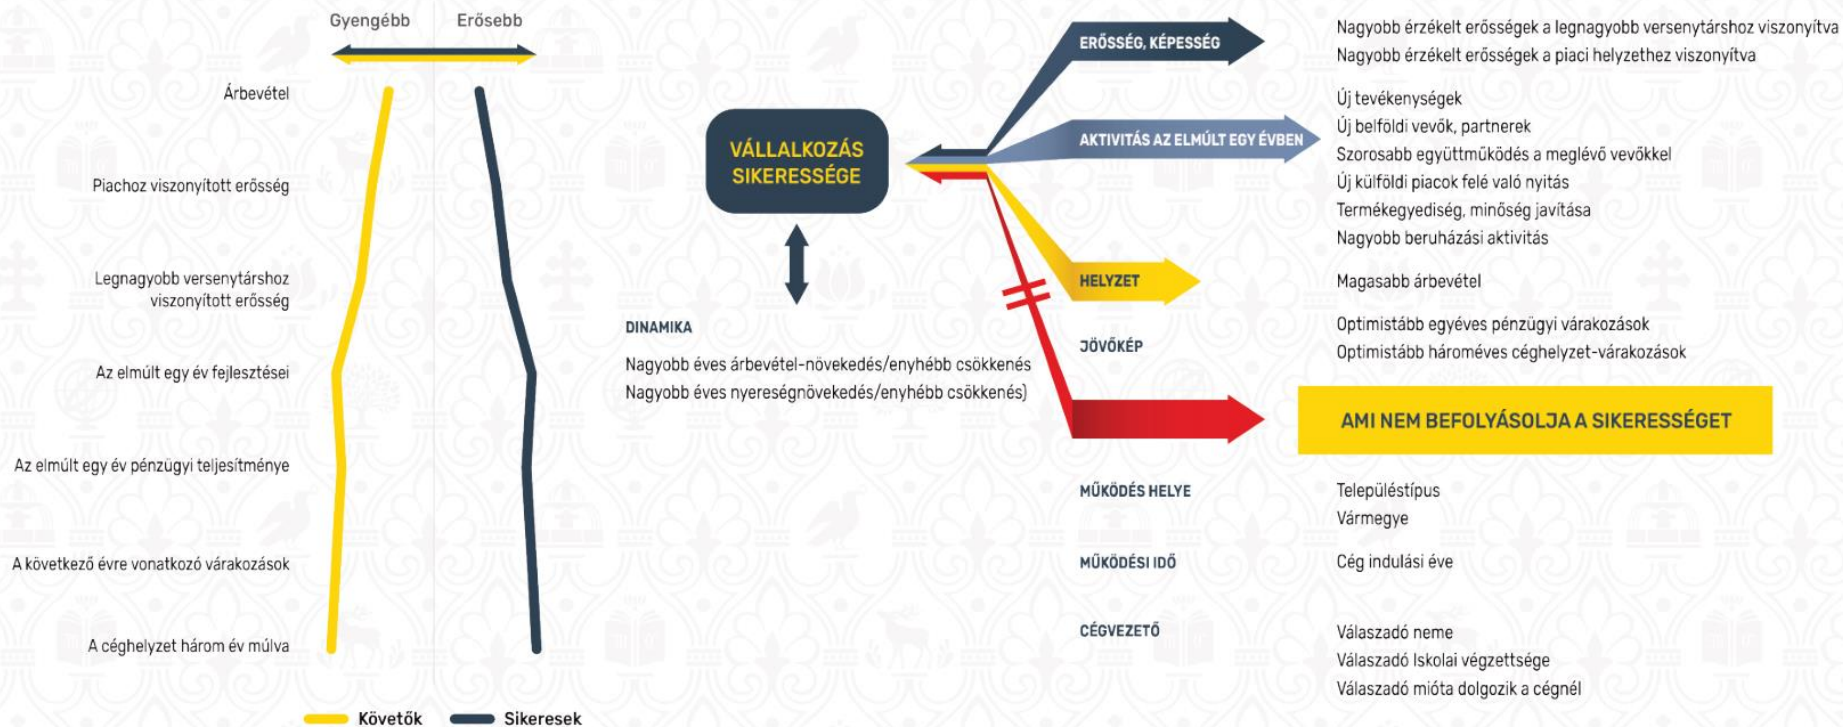 Gyengébb
Erősebb
Árbevétel
Piachoz viszonyított erősség
Legnagyobb versenytárshoz
viszonyított erősség
Az elmúlt egy év fejlesztései
Az elmúlt egy év pénzügyi teljesítménye
A következő évre vonatkozó várakozások
A céghelyzet három év múlva
Követők
Sikeresek
VÁLLALKOZÁS
SIKERESSÉGE
DINAMIKA
Nagyobb éves árbevétel-növekedés/enyhébb csökkenés
Nagyobb éves nyereségnövekedés/enyhébb csökkenés)
ERŐSSÉG, KÉPESSÉG
Nagyobb érzékelt erősségek a legnagyobb versenytárshoz viszonyítva
Nagyobb érzékelt erősségek a piaci helyzethez viszonyítva
AKTIVITÁS AZ ELMÚLT EGY ÉVBEN
Új tevékenységek
Új belföldi vevők, partnerek
Szorosabb együttműködés a meglévő vevőkkel
Új külföldi piacok felé való nyitás
Termékegyediség, minőség javítása
Nagyobb beruházási aktivitás
HELYZET
Magasabb árbevétel
JÖVŐKÉP
Optimistább egyéves pénzügyi várakozások
Optimistább hároméves céghelyzet-várakozások
AMI NEM BEFOLYÁSOLJA A SIKERESSÉGET
MŰKÖDÉS HELYE
Településtípus
Vármegye
MŰKÖDÉSI IDŐ
Cég indulási éve
CÉGVEZETŐ
Válaszadó neme
Válaszadó Iskolai végzettsége
Válaszadó mióta dolgozik a cégnél